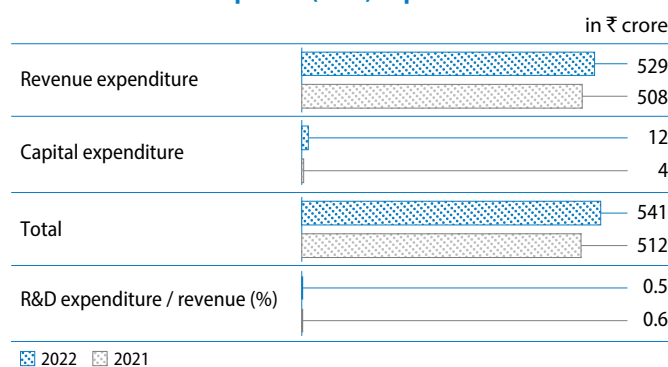 in ₹ crore
Revenue expenditure
529
508
Capital expenditure
12
4
Total
541
512
R&D expenditure / revenue (%)
0.5
0.6
2022 2021